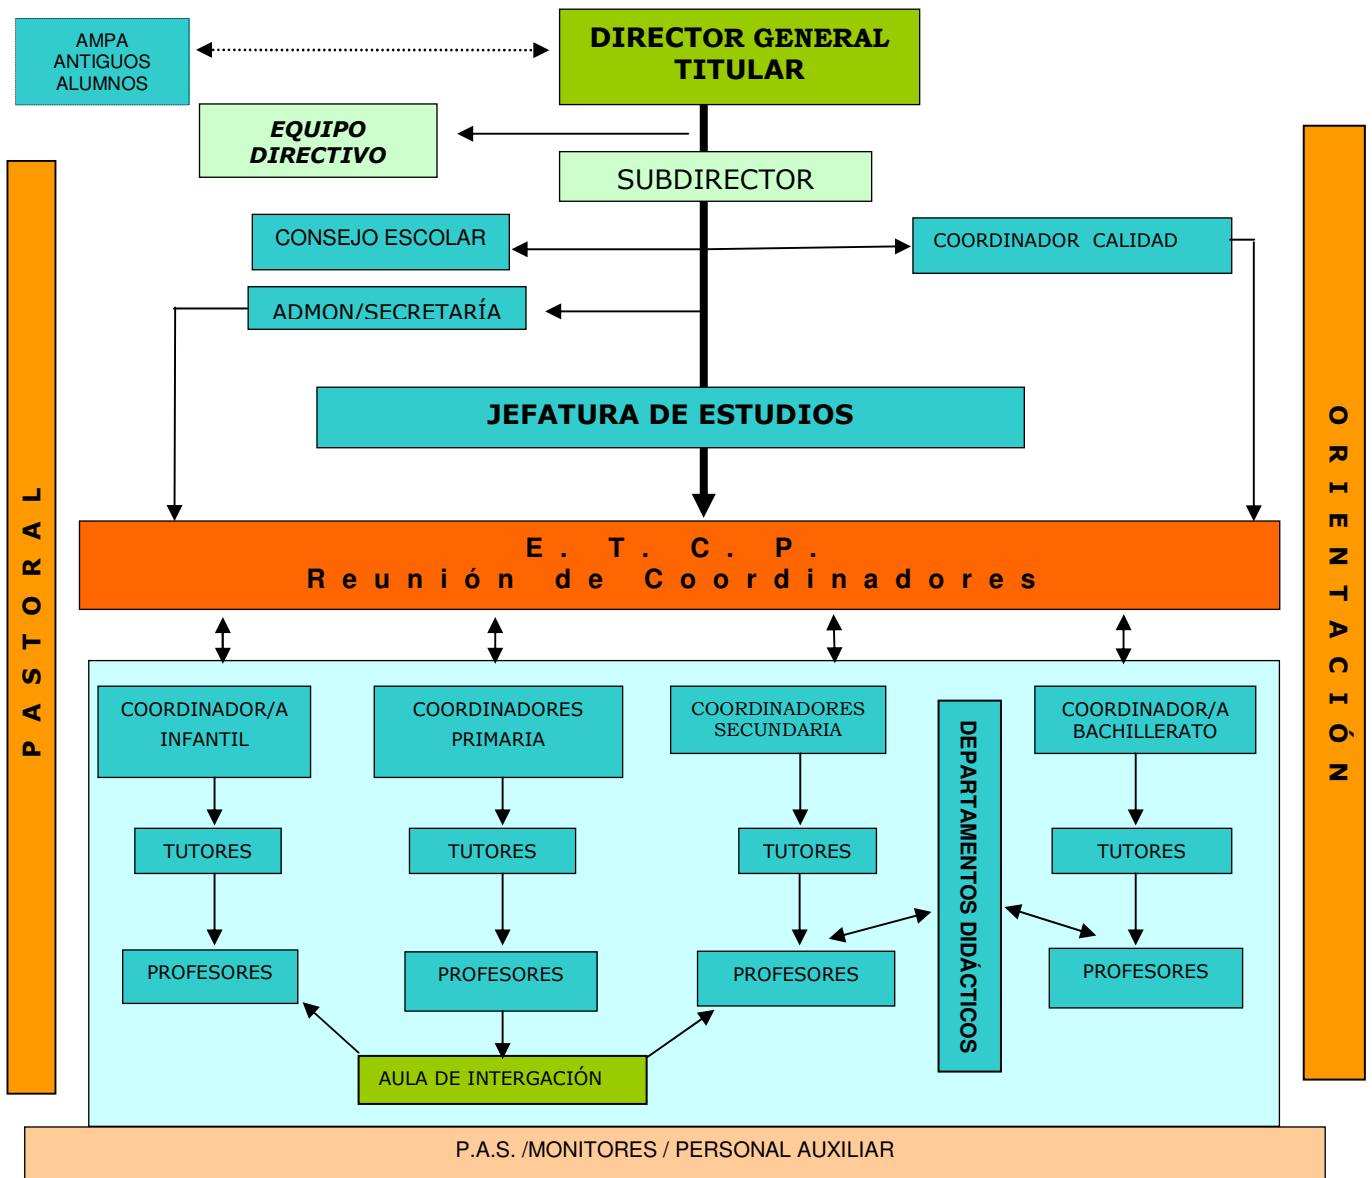 AMPA
ANTIGUOS
ALUMNOS
DIRECTOR GENERAL
TITULAR
EQUIPO
DIRECTIVO
SUBDIRECTOR
CONSEJO ESCOLAR
COORDINADOR CALIDAD
ADMON/SECRETARÍA
JEFATURA DE ESTUDIOS
PASTORAL
ORIENTACIÓN
E. T. C. P.
Reunión de Coordinadores
COORDINADOR/A
INFANTIL
COORDINADORES
PRIMARIA
COORDINADORES
SECUNDARIA
COORDINADOR/A
BACHILLERATO
DEPARTAMENTOS DIDÁCTICOS
TUTORES
TUTORES
TUTORES
TUTORES
PROFESORES
PROFESORES
PROFESORES
PROFESORES
AULA DE INTERGACIÓN
P.A.S. /MONITORES / PERSONAL AUXILIAR